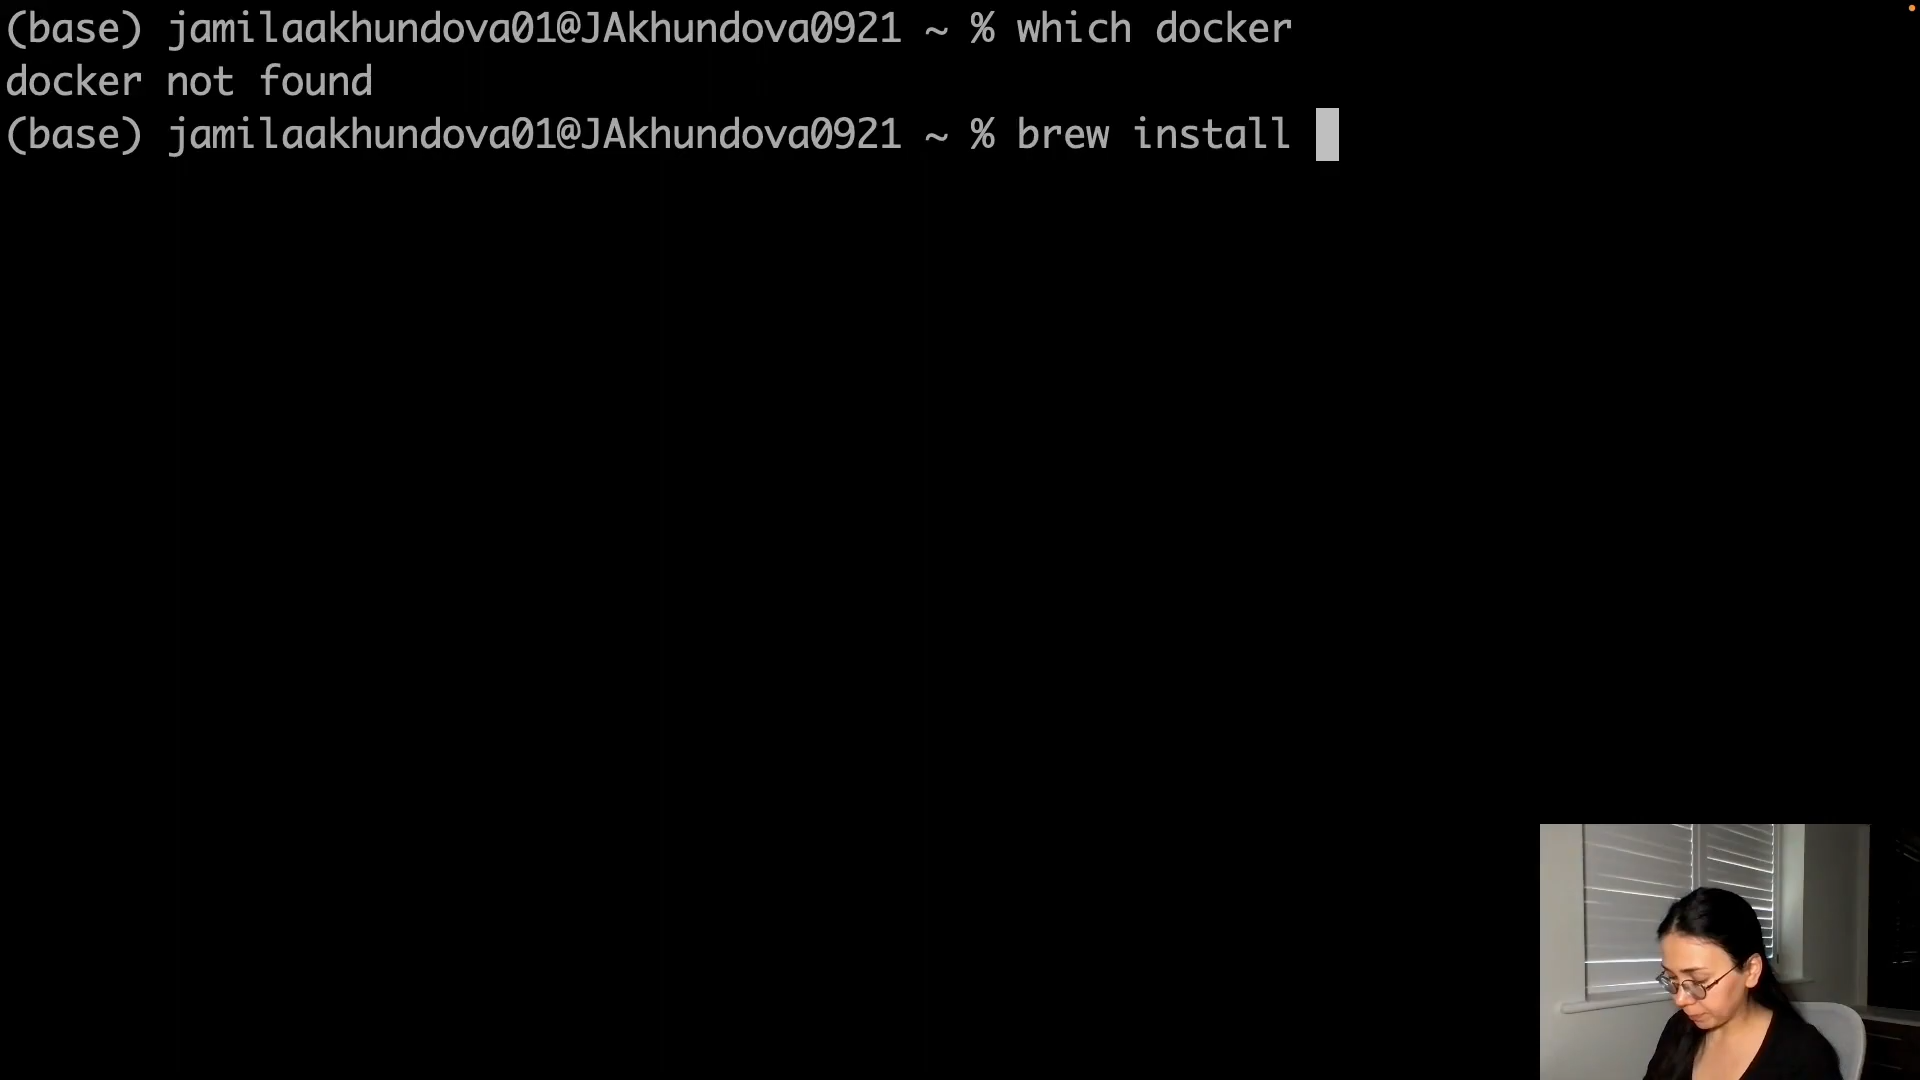 (base) jamilaakhundova01@JAkhundova0921 ~ % which docker
docker not found
(base) jamilaakhundova01@JAkhundova0921 ~ % brew install